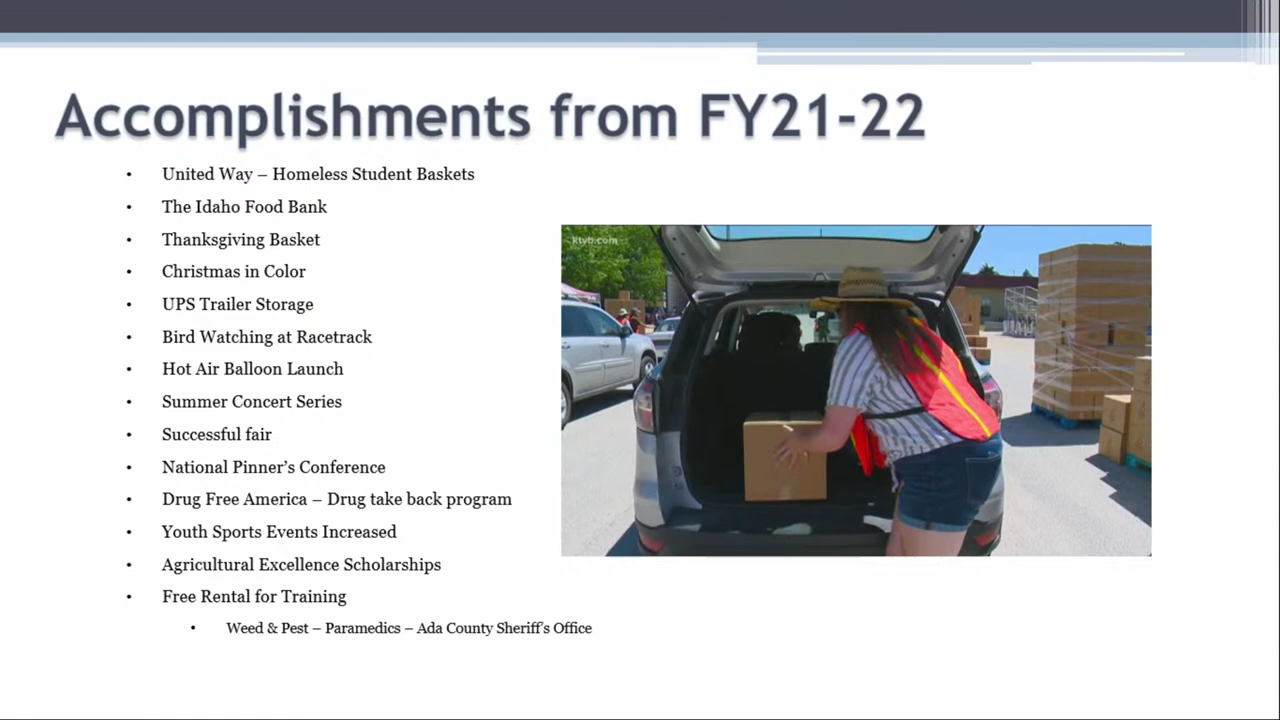 Accomplishments from FY21-22
• United Way – Homeless Student Baskets
• The Idaho Food Bank
• Thanksgiving Basket
• Christmas in Color
• UPS Trailer Storage
• Bird Watching at Racetrack
• Hot Air Balloon Launch
• Summer Concert Series
• Successful fair
• National Pinner’s Conference
• Drug Free America – Drug take back program
• Youth Sports Events Increased
• Agricultural Excellence Scholarships
• Free Rental for Training
• Weed & Pest – Paramedics – Ada County Sheriff’s Office
ktvb.com